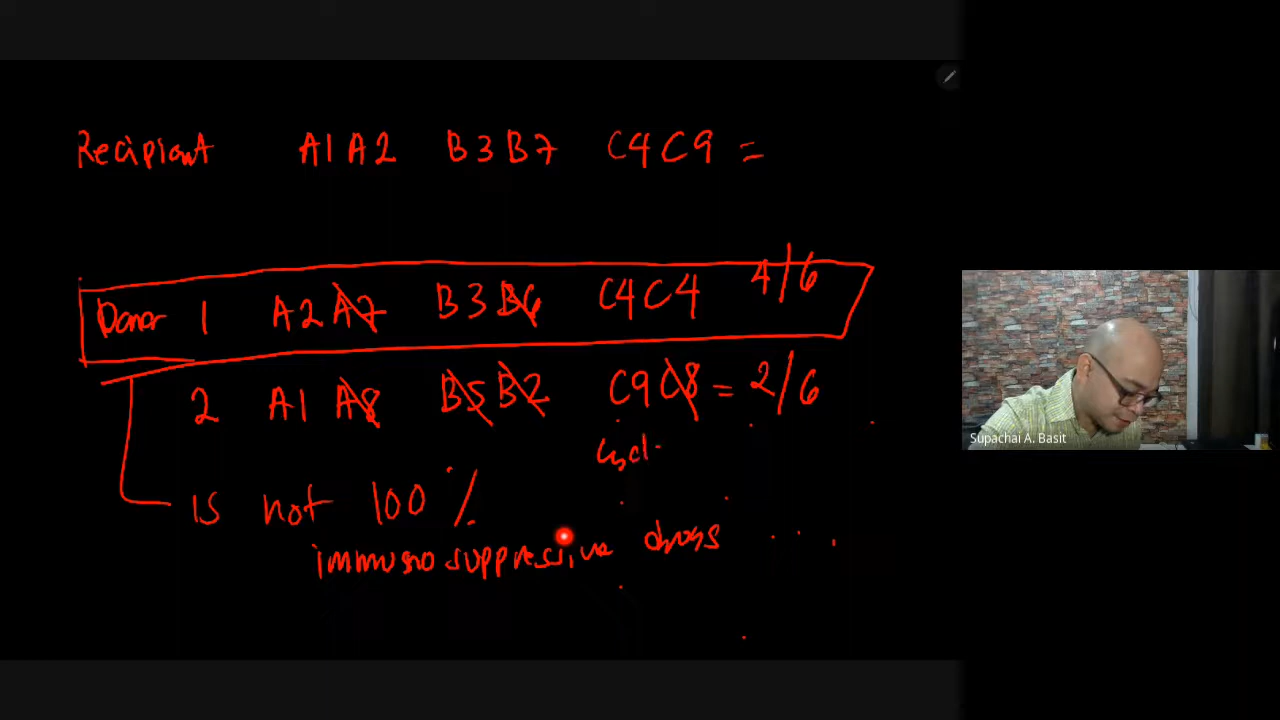 Recipient A1 A2 B3 B7 C4 C9 =
Donor 1 A2 A7 B3 B6 C4 C4 4/6
2 A1 A8 B5 B2 C9 C8 = 2/6
Cycl-
is not 100 %
immunosuppressive drugs . . .
Supachai A. Basit